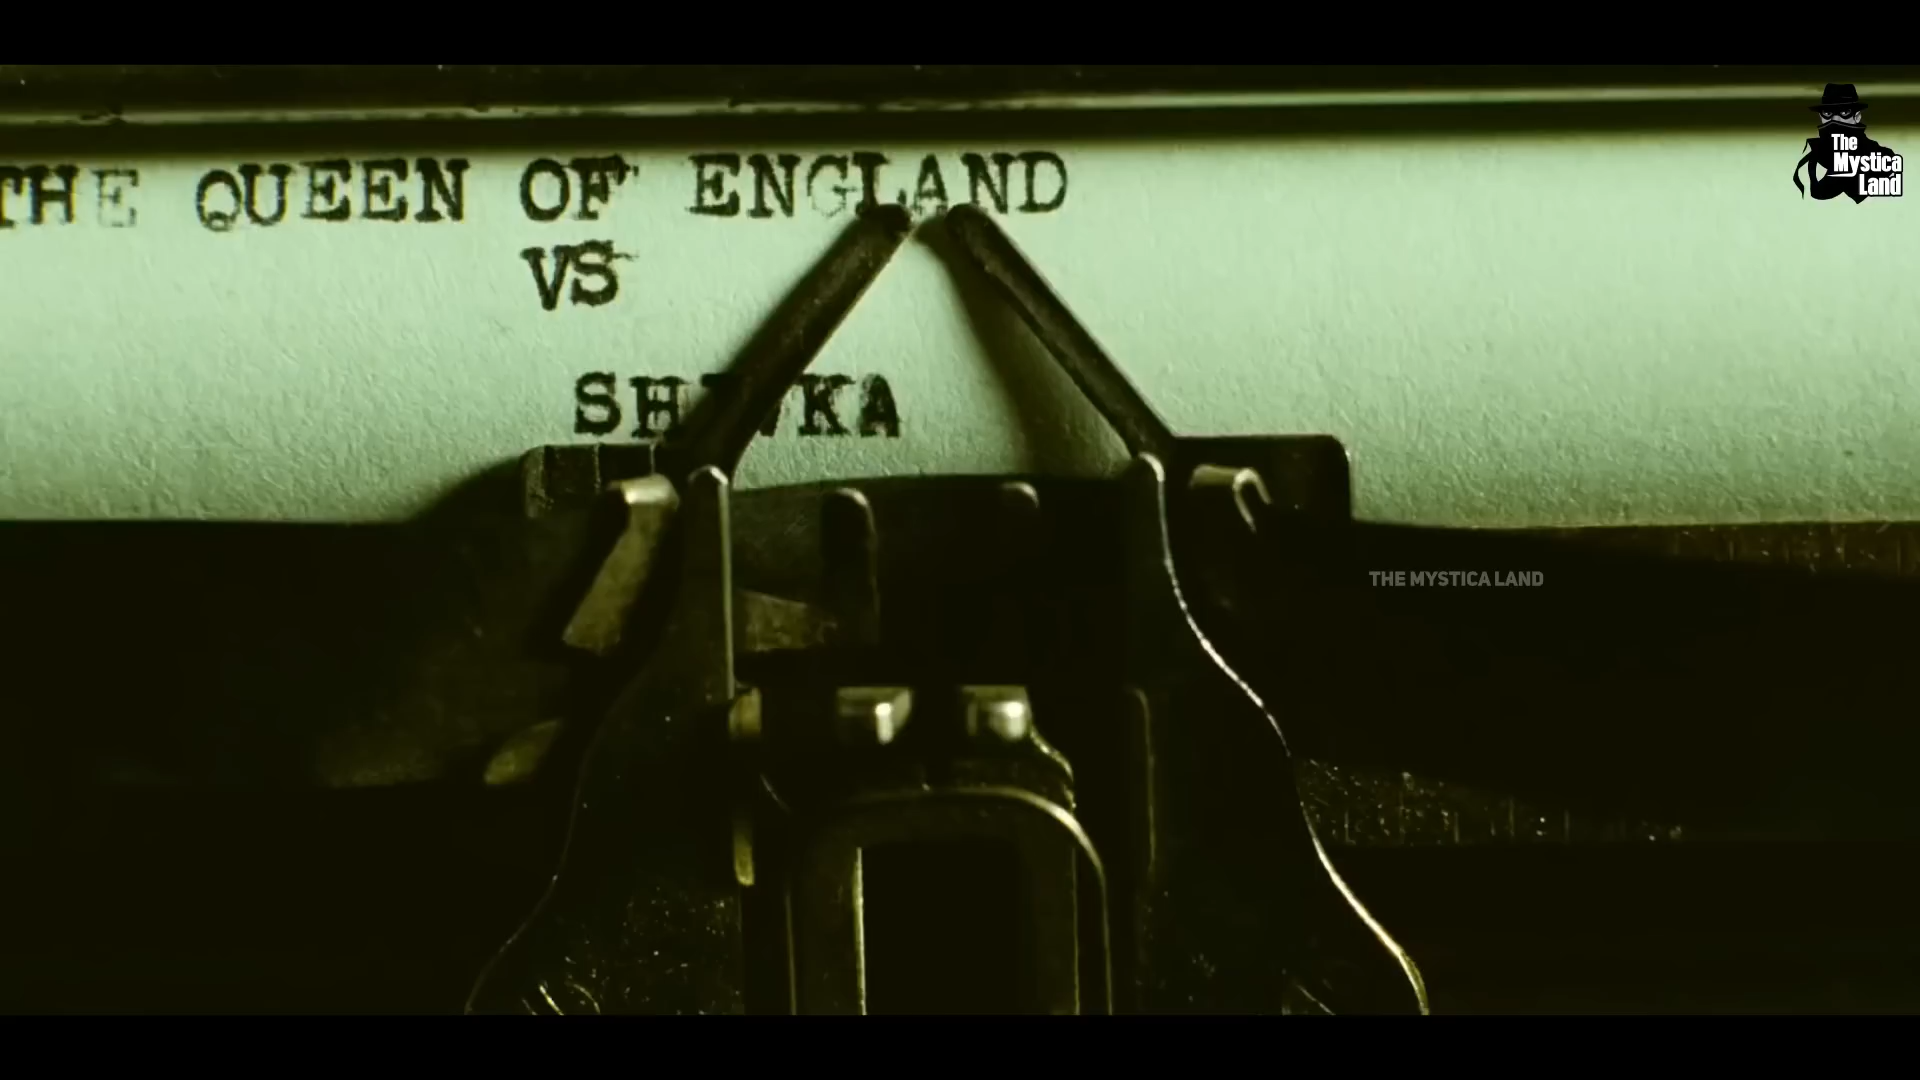 THE QUEEN OF ENGLAND
VS
The
Mystica
Land
THE MYSTICA LAND